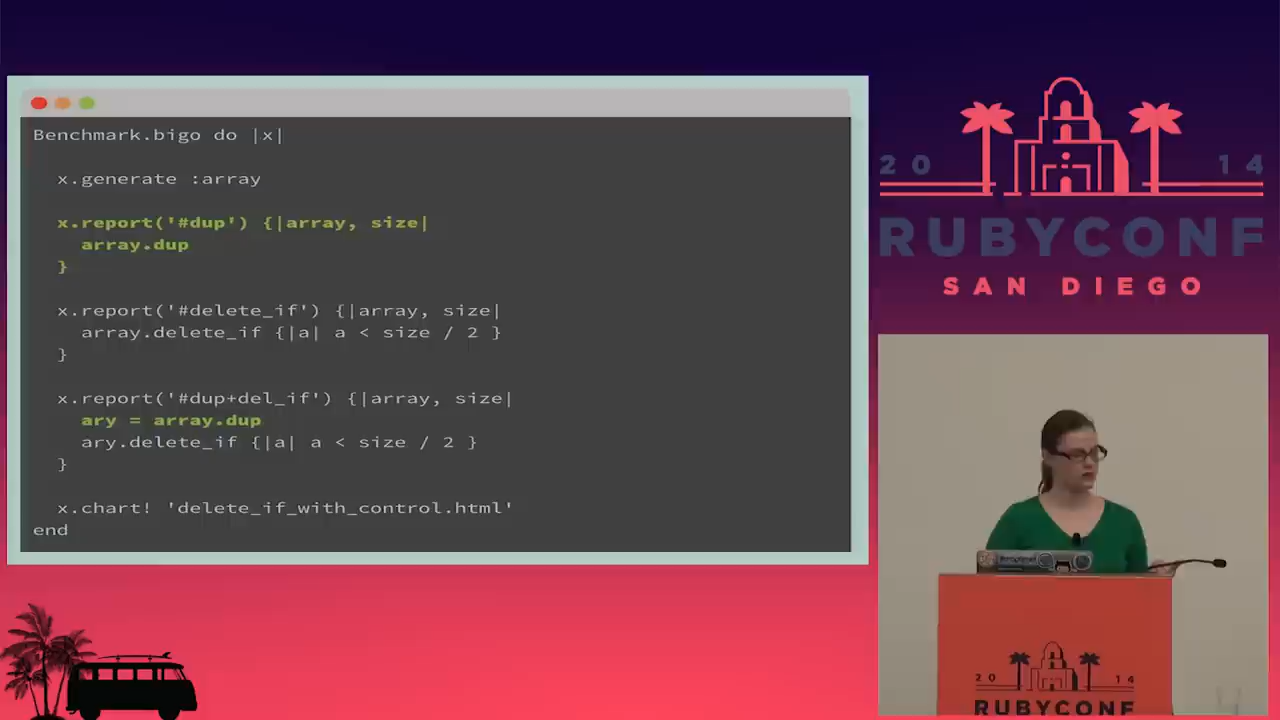 Benchmark.bigo do |x|
x.generate :array
x.report('#dup') {|array, size|
array.dup
}
x.report('#delete_if') {|array, size|
array.delete_if {|a| a < size / 2 }
}
x.report('#dup+del_if') {|array, size|
ary = array.dup
ary.delete_if {|a| a < size / 2 }
}
x.chart! 'delete_if_with_control.html'
end
20 14
RUBYCONF
SAN DIEGO
20 14
RUBYCONF